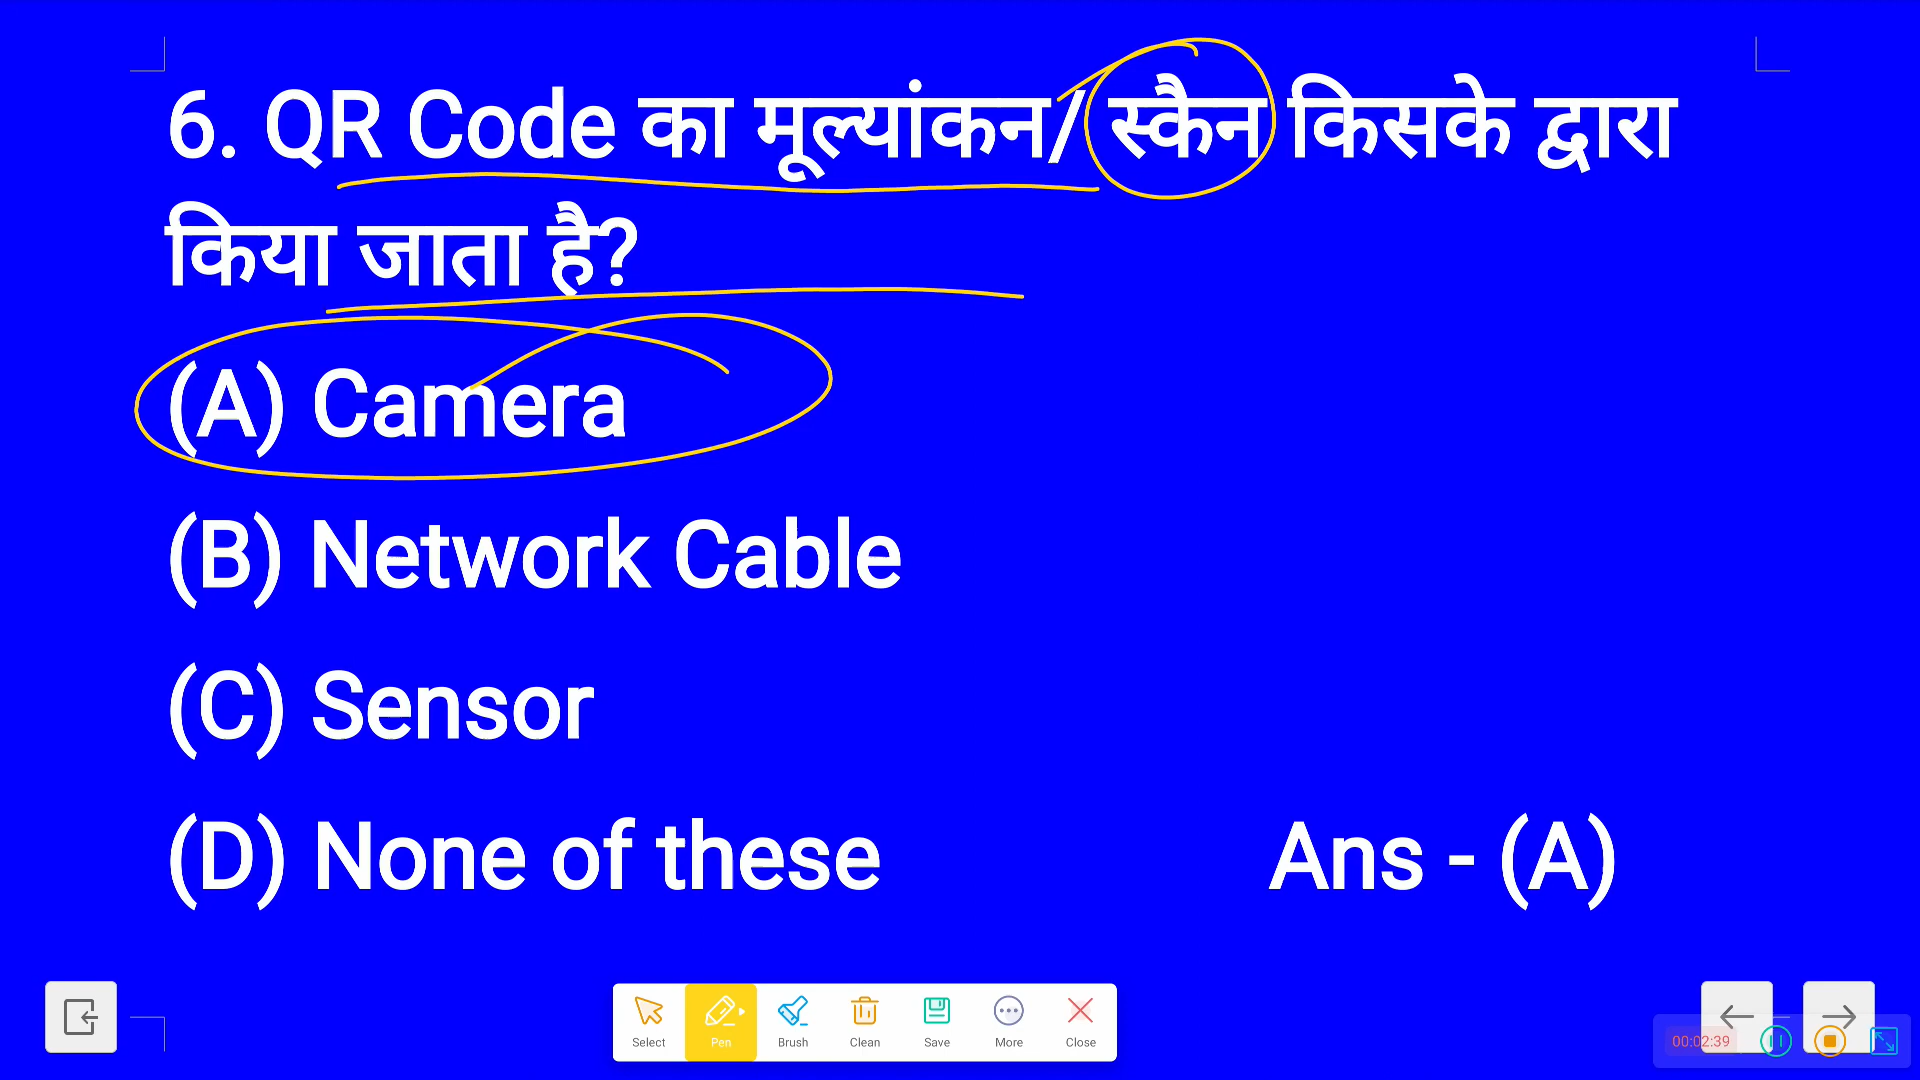 6. QR Code का मूल्यांकन/ स्कैन किसके द्वारा
किया जाता है?
(A) Camera
(B) Network Cable
(C) Sensor
(D) None of these
Ans - (A)
Select Pen Brush Clean Save More Close
00:02:39